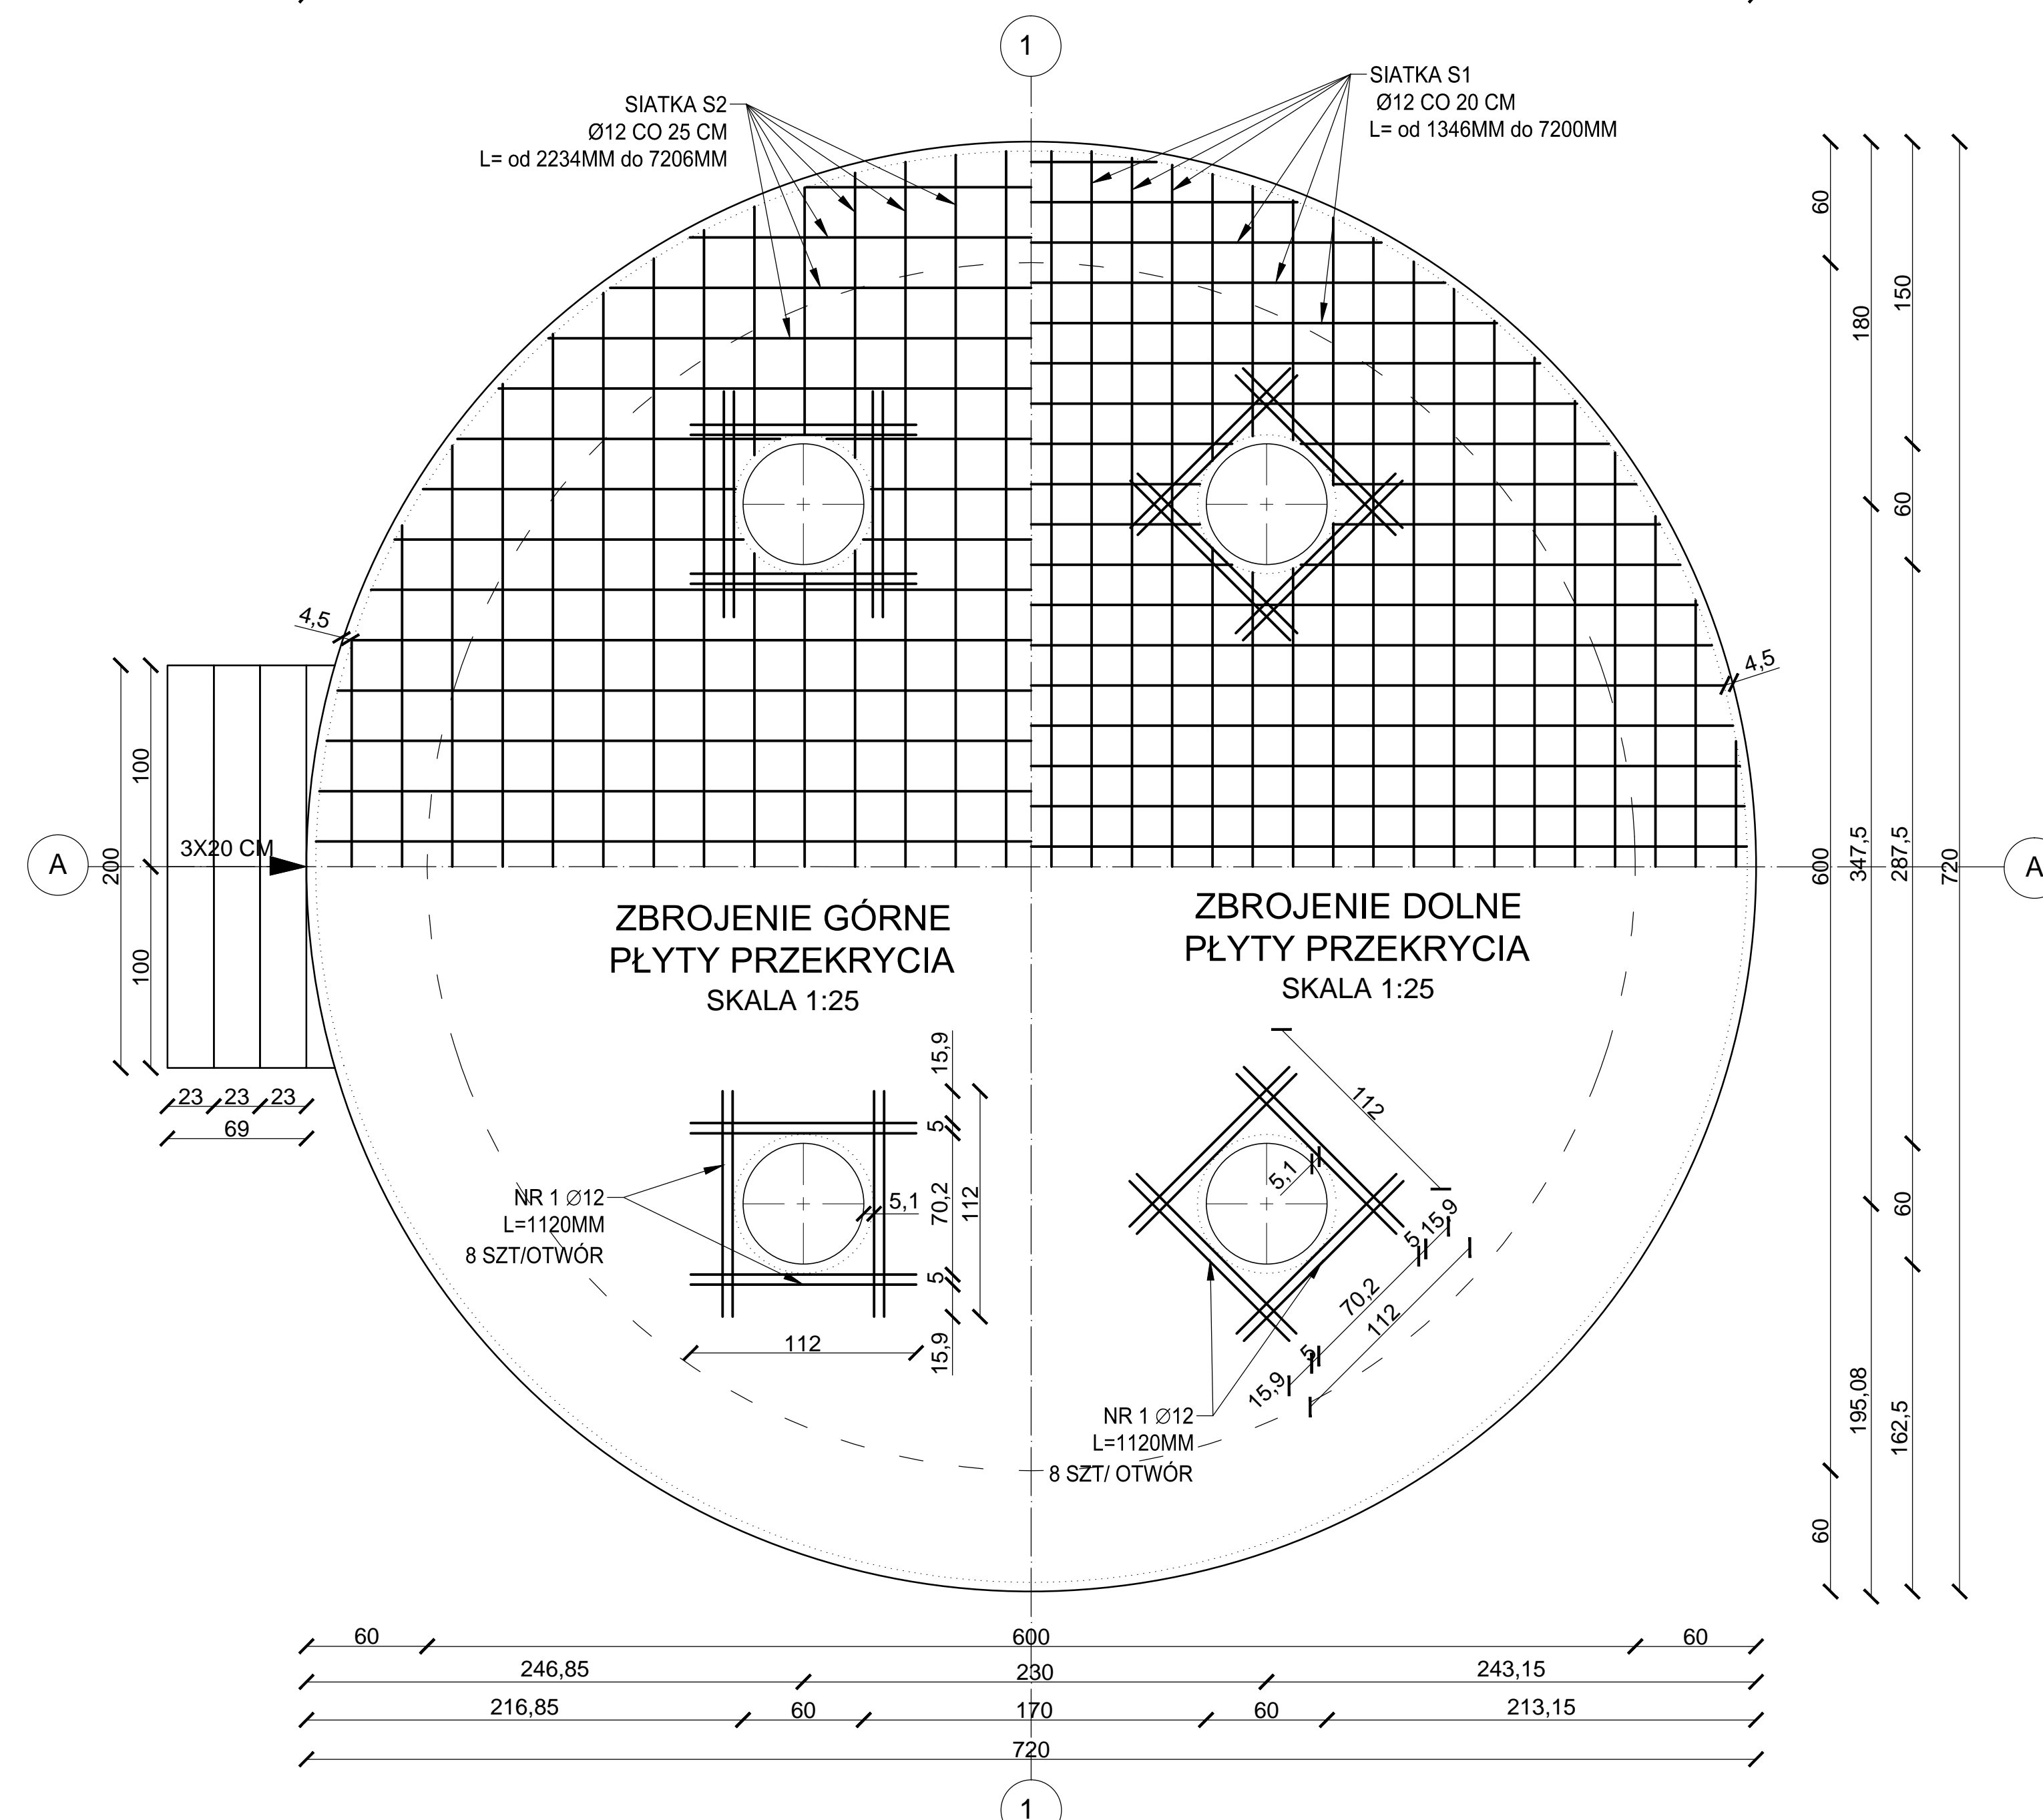 1
SIATKA S2
Ø12 CO 25 CM
L= od 2234MM do 7206MM
SIATKA S1
Ø12 CO 20 CM
L= od 1346MM do 7200MM
60
180
150
60
4,5
4,5
100
200
3X20 CM
100
A
A
600
347,5
287,5
720
ZBROJENIE GÓRNE
PŁYTY PRZEKRYCIA
SKALA 1:25
ZBROJENIE DOLNE
PŁYTY PRZEKRYCIA
SKALA 1:25
23 23 23
69
15,9
5
70,2
112
5,1
5
15,9
112
NR 1 ∅12
L=1120MM
8 SZT/OTWÓR
112
5,1
15,9
5
70,2
112
5
15,9
NR 1 ∅12
L=1120MM
8 SZT/ OTWÓR
60
195,08
162,5
60
60 600 60
246,85 230 243,15
216,85 60 170 60 213,15
720
1